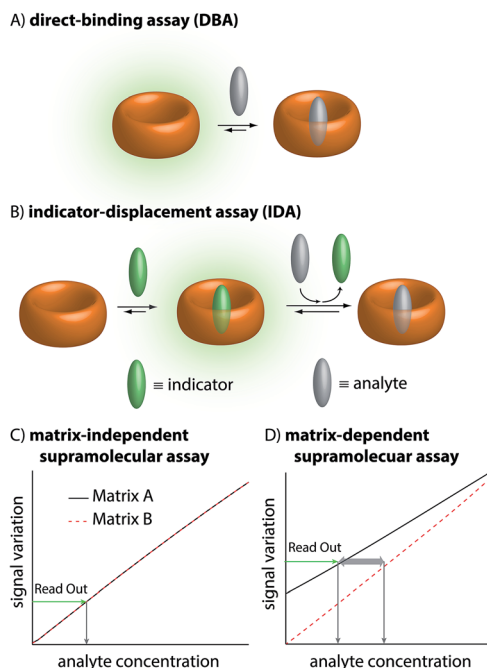 A) direct-binding assay (DBA)
B) indicator-displacement assay (IDA)
≡ indicator
≡ analyte
C) matrix-independent
supramolecular assay
Matrix A
Matrix B
Read Out
signal variation
analyte concentration
D) matrix-dependent
supramolecuar assay
Read Out
signal variation
analyte concentration